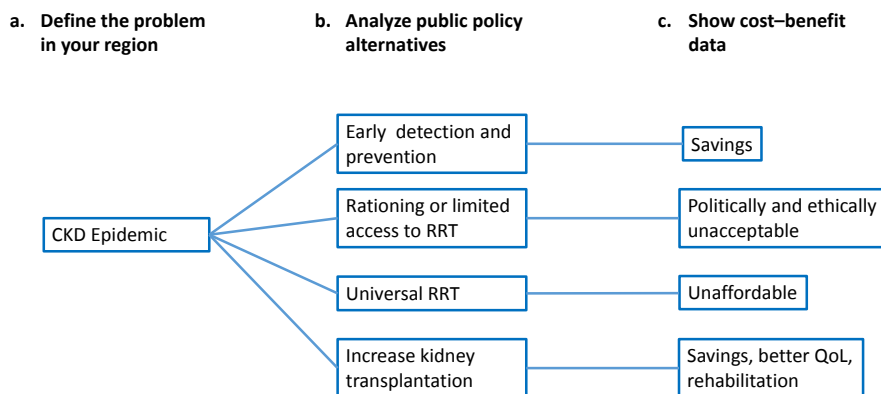 a. Define the problem
in your region
b. Analyze public policy
alternatives
c. Show cost–benefit
data
CKD Epidemic
Early detection and
prevention
Savings
Rationing or limited
access to RRT
Politically and ethically
unacceptable
Universal RRT
Unaffordable
Increase kidney
transplantation
Savings, better QoL,
rehabilitation